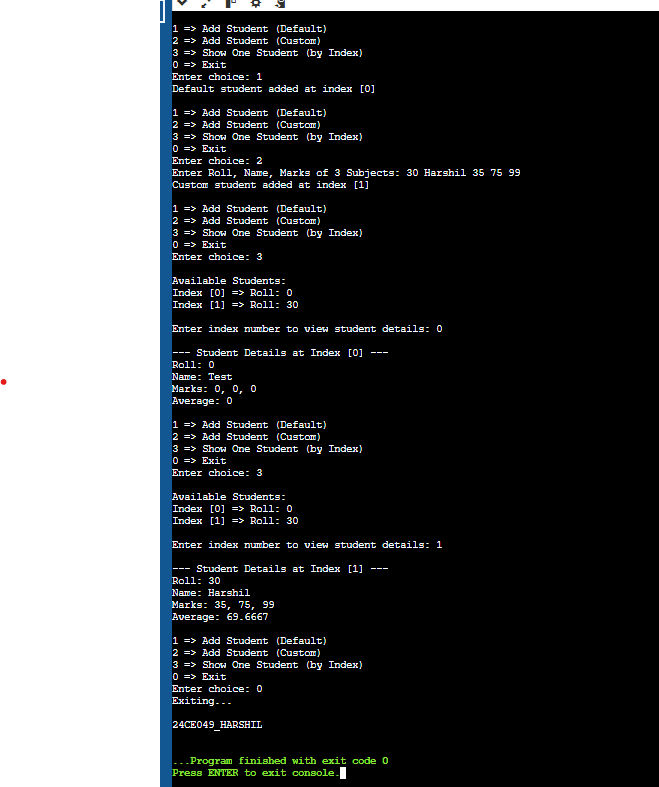 1 => Add Student (Default)
2 => Add Student (Custom)
3 => Show One Student (by Index)
0 => Exit
Enter choice: 1
Default student added at index [0]
1 => Add Student (Default)
2 => Add Student (Custom)
3 => Show One Student (by Index)
0 => Exit
Enter choice: 2
Enter Roll, Name, Marks of 3 Subjects: 30 Harshil 35 75 99
Custom student added at index [1]
1 => Add Student (Default)
2 => Add Student (Custom)
3 => Show One Student (by Index)
0 => Exit
Enter choice: 3
Available Students:
Index [0] => Roll: 0
Index [1] => Roll: 30
Enter index number to view student details: 0
--- Student Details at Index [0] ---
Roll: 0
Name: Test
Marks: 0, 0, 0
Average: 0
1 => Add Student (Default)
2 => Add Student (Custom)
3 => Show One Student (by Index)
0 => Exit
Enter choice: 3
Available Students:
Index [0] => Roll: 0
Index [1] => Roll: 30
Enter index number to view student details: 1
--- Student Details at Index [1] ---
Roll: 30
Name: Harshil
Marks: 35, 75, 99
Average: 69.6667
1 => Add Student (Default)
2 => Add Student (Custom)
3 => Show One Student (by Index)
0 => Exit
Enter choice: 0
Exiting...
24CE049_HARSHIL
...Program finished with exit code 0
Press ENTER to exit console.